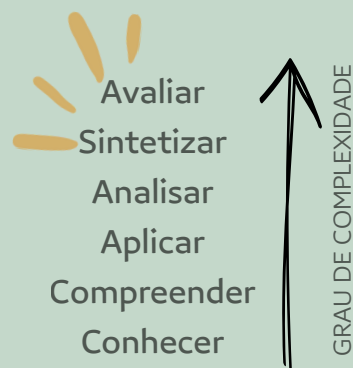 Avaliar
Sintetizar
Analisar
Aplicar
Compreender
Conhecer
GRAU DE COMPLEXIDADE